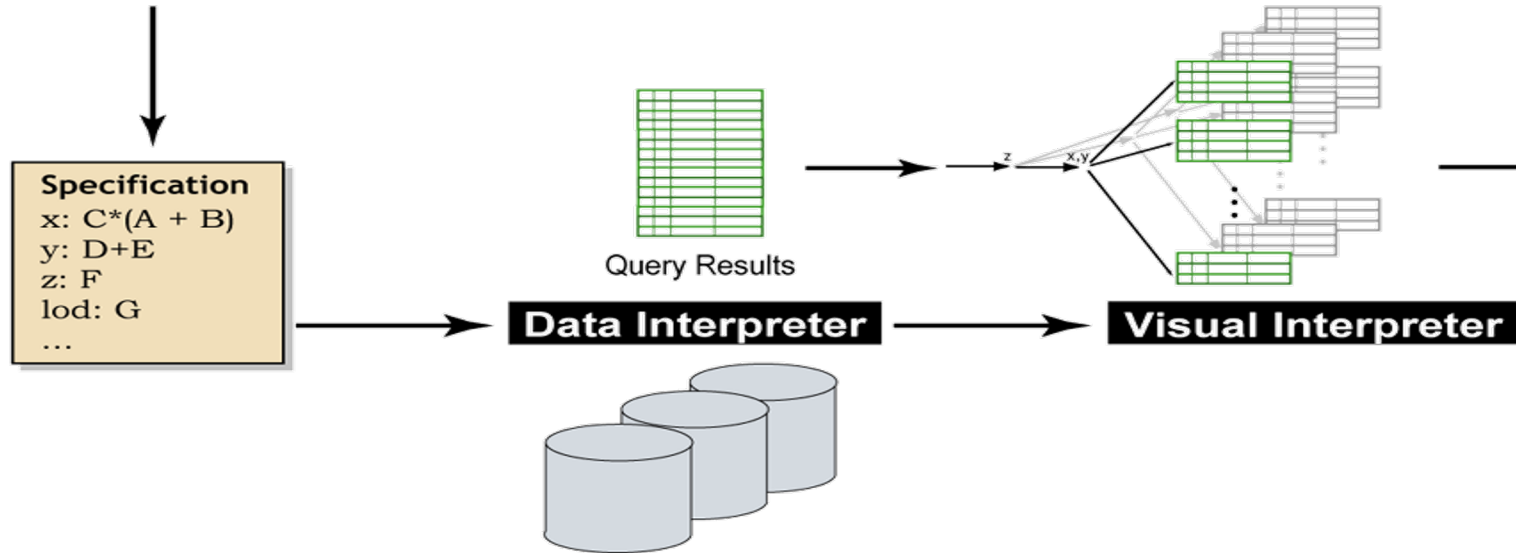 Specification
x: C*(A + B)
y: D+E
z: F
lod: G
...
Query Results
Data Interpreter
z
x,y
Visual Interpreter